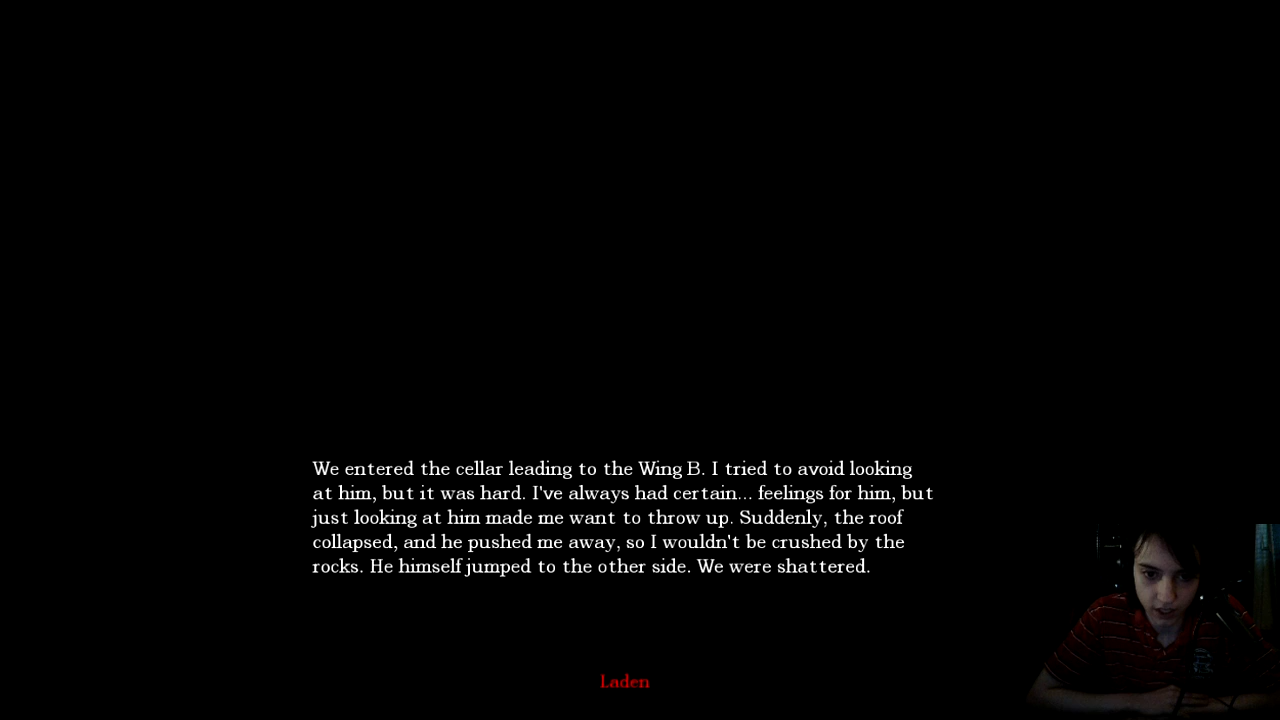 We entered the cellar leading to the Wing B. I tried to avoid looking
at him, but it was hard. I've always had certain... feelings for him, but
just looking at him made me want to throw up. Suddenly, the roof
collapsed, and he pushed me away, so I wouldn't be crushed by the
rocks. He himself jumped to the other side. We were shattered.
Laden